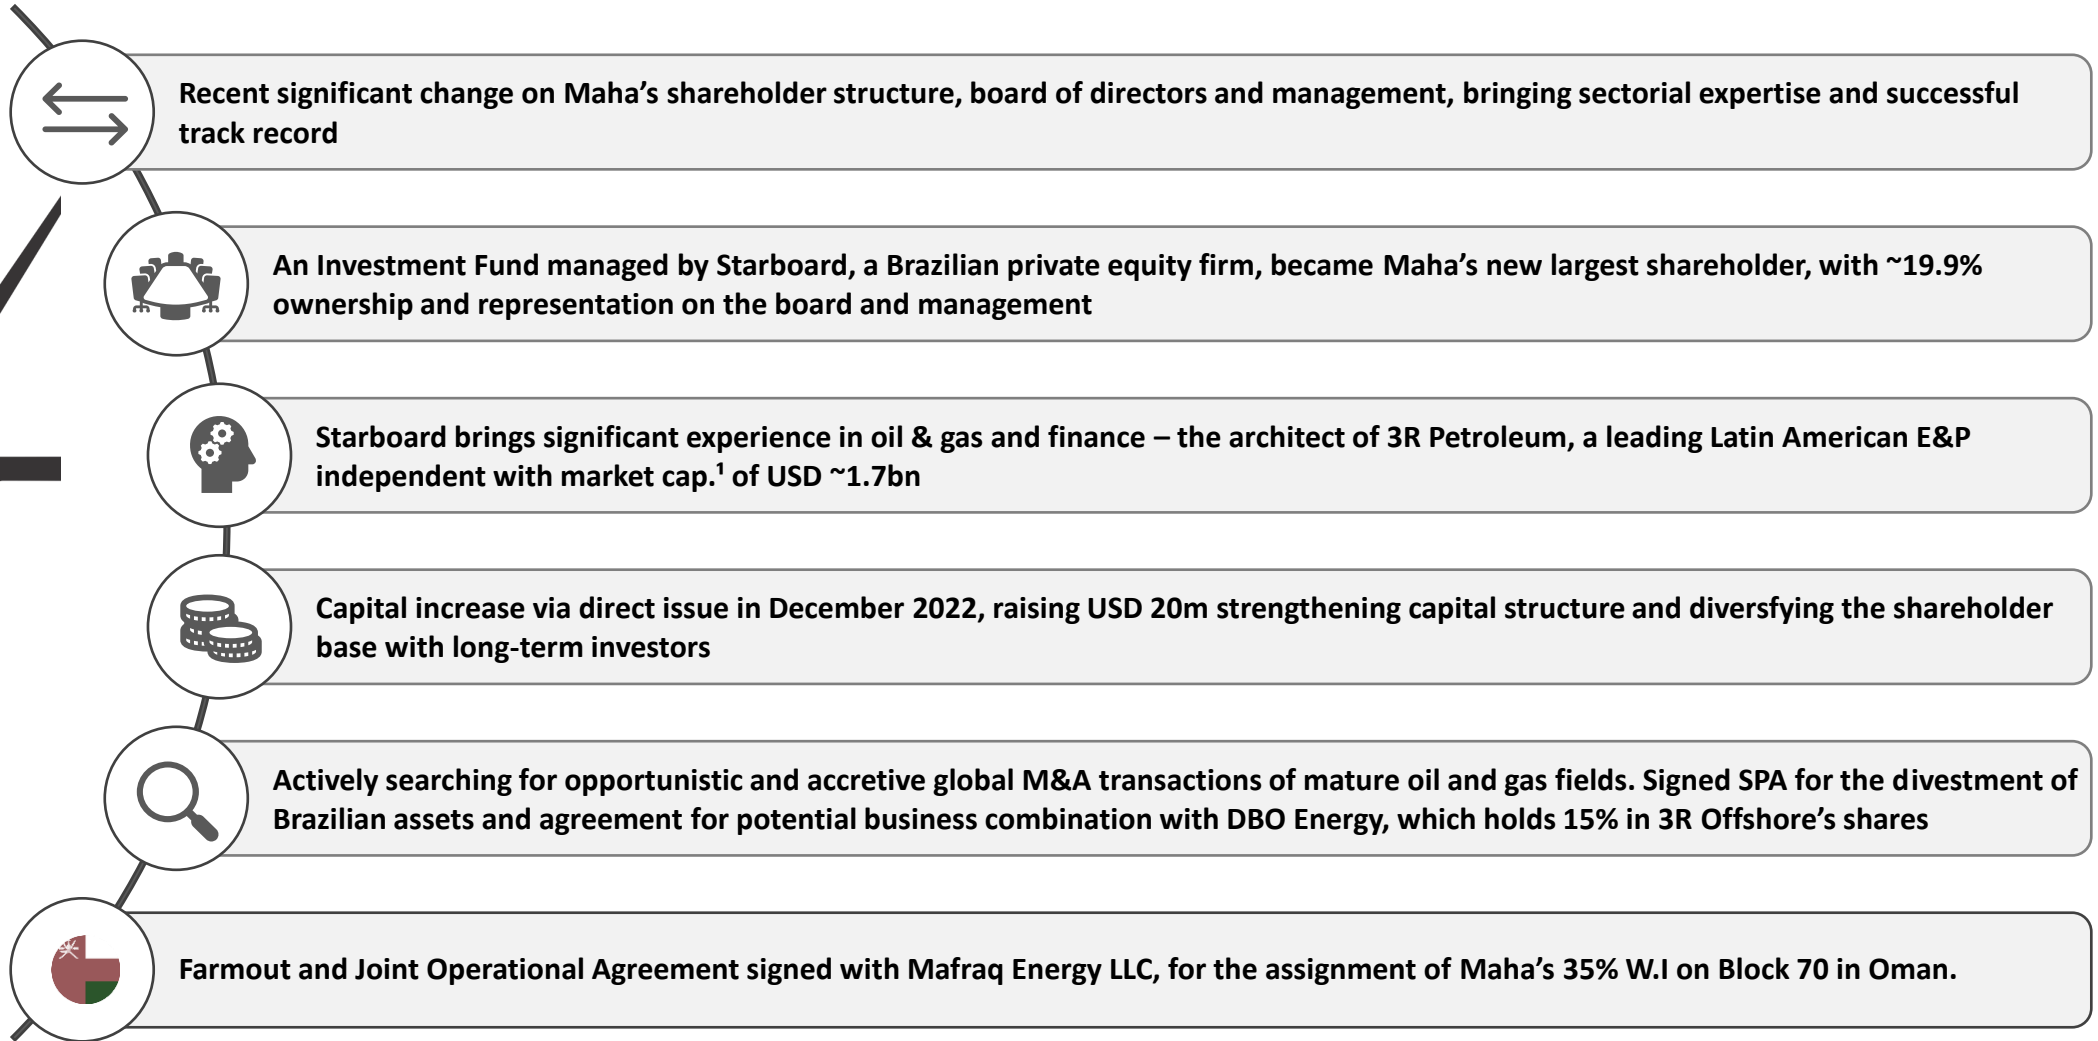 Recent significant change on Maha’s shareholder structure, board of directors and management, bringing sectorial expertise and successful
track record
An Investment Fund managed by Starboard, a Brazilian private equity firm, became Maha’s new largest shareholder, with ~19.9%
ownership and representation on the board and management
Starboard brings significant experience in oil & gas and finance – the architect of 3R Petroleum, a leading Latin American E&P
independent with market cap.¹ of USD ~1.7bn
Capital increase via direct issue in December 2022, raising USD 20m strengthening capital structure and diversfying the shareholder
base with long-term investors
Actively searching for opportunistic and accretive global M&A transactions of mature oil and gas fields. Signed SPA for the divestment of
Brazilian assets and agreement for potential business combination with DBO Energy, which holds 15% in 3R Offshore’s shares
Farmout and Joint Operational Agreement signed with Mafraq Energy LLC, for the assignment of Maha’s 35% W.I on Block 70 in Oman.